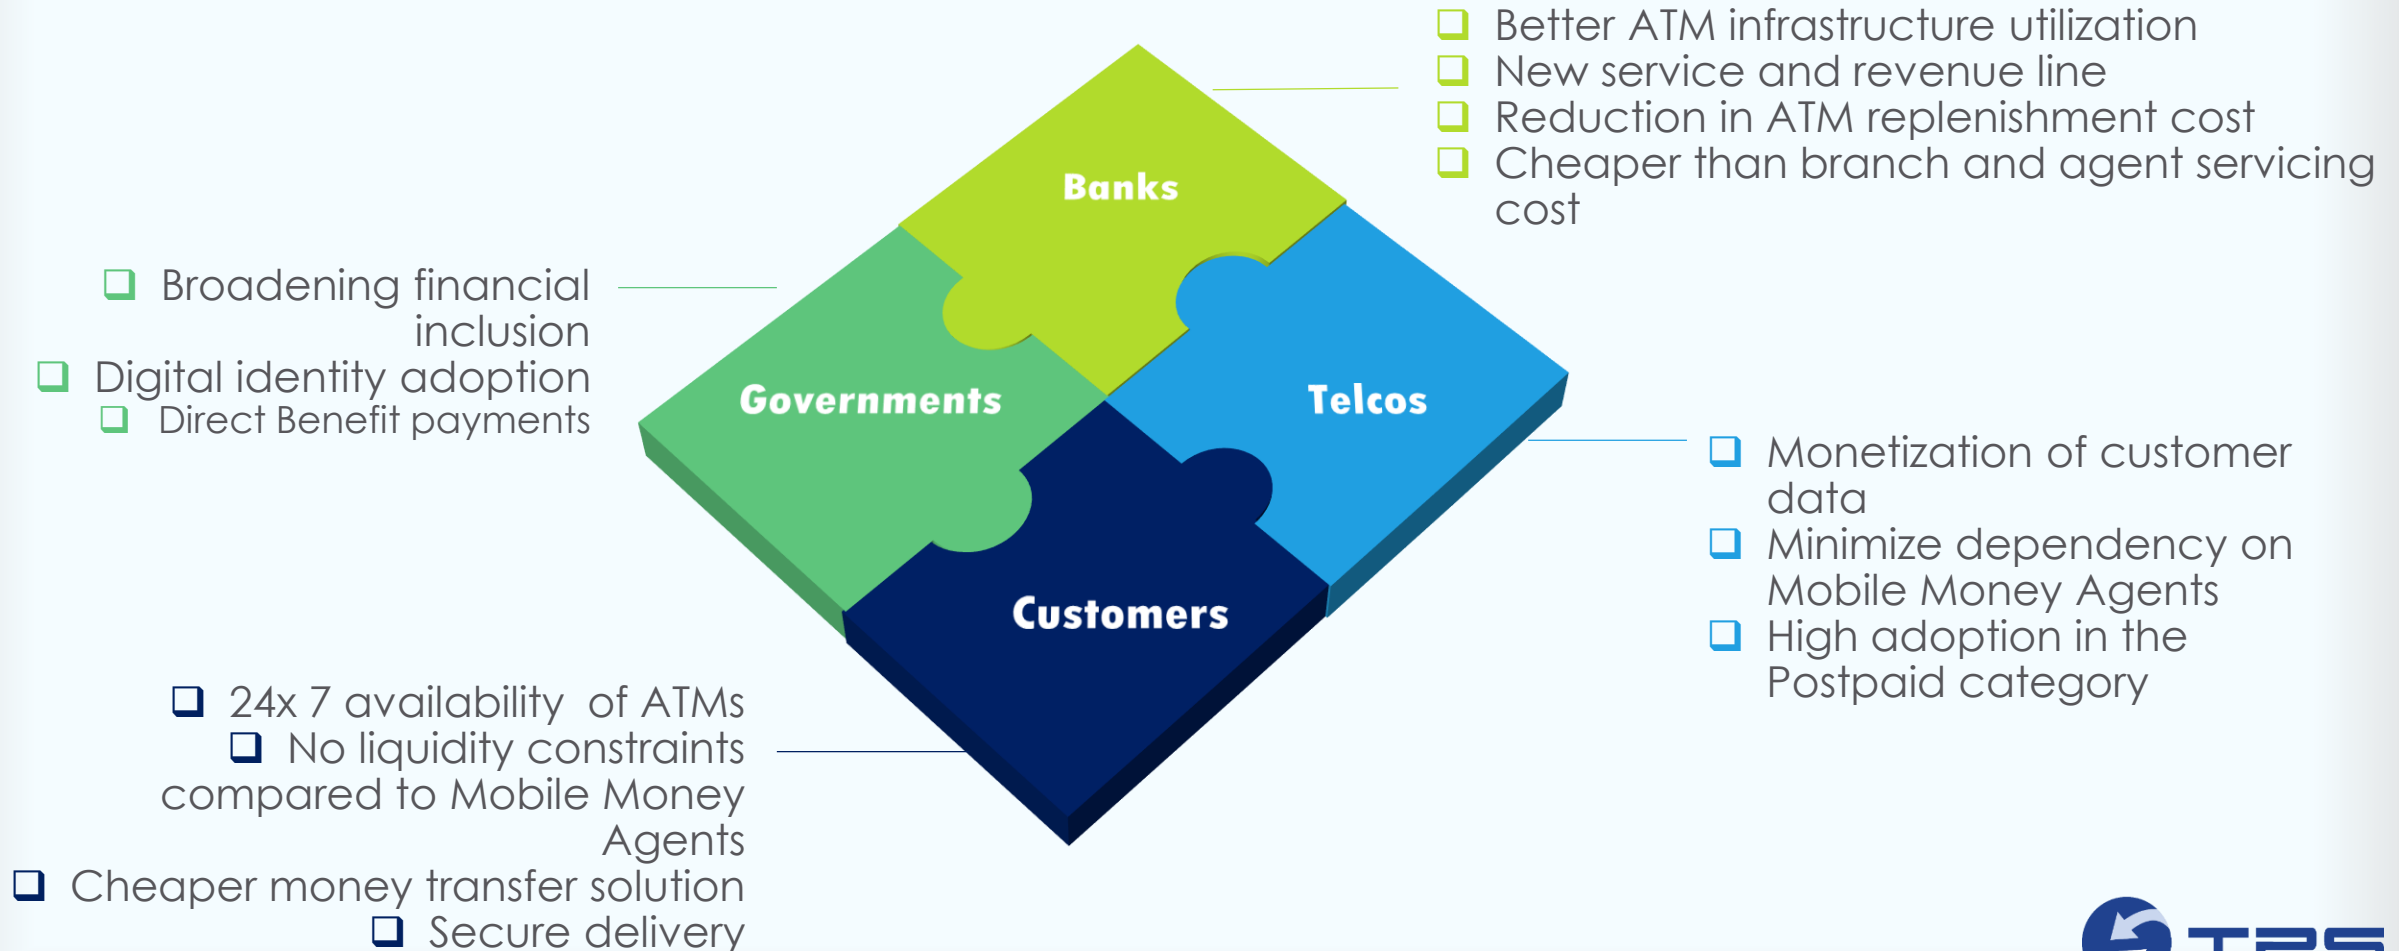 Better ATM infrastructure utilization
New service and revenue line
Reduction in ATM replenishment cost
Cheaper than branch and agent servicing
cost
Banks
Broadening financial
inclusion
Digital identity adoption
Direct Benefit payments
Governments
Telcos
Monetization of customer
data
Minimize dependency on
Mobile Money Agents
High adoption in the
Postpaid category
Customers
24x 7 availability  of ATMs
No liquidity constraints
compared to Mobile Money
Agents
Cheaper money transfer solution
Secure delivery
TPS